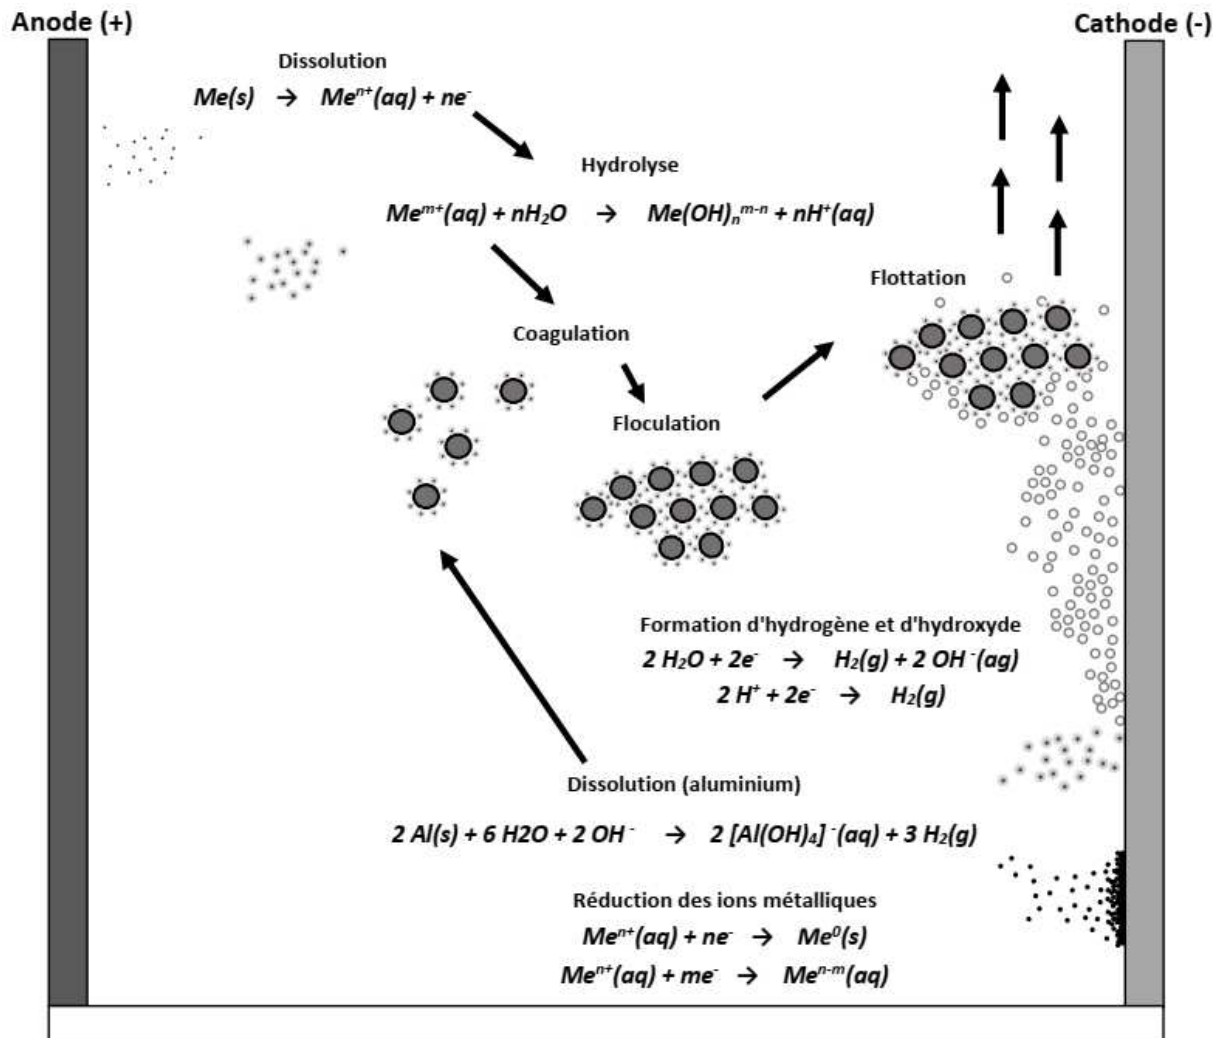 Anode (+)
Cathode (-)
Dissolution
Me(s) → Meⁿ⁺(aq) + ne⁻
Hydrolyse
Meᵐ⁺(aq) + nH₂O → Me(OH)ₙᵐ⁻ⁿ + nH⁺(aq)
Flottation
Coagulation
Floculation
Formation d'hydrogène et d'hydroxyde
2 H₂O + 2e⁻ → H₂(g) + 2 OH⁻(ag)
2 H⁺ + 2e⁻ → H₂(g)
Dissolution (aluminium)
2 Al(s) + 6 H2O + 2 OH⁻ → 2 [Al(OH)₄]⁻(aq) + 3 H₂(g)
Réduction des ions métalliques
Meⁿ⁺(aq) + ne⁻ → Me⁰(s)
Meⁿ⁺(aq) + me⁻ → Meⁿ⁻ᵐ(aq)